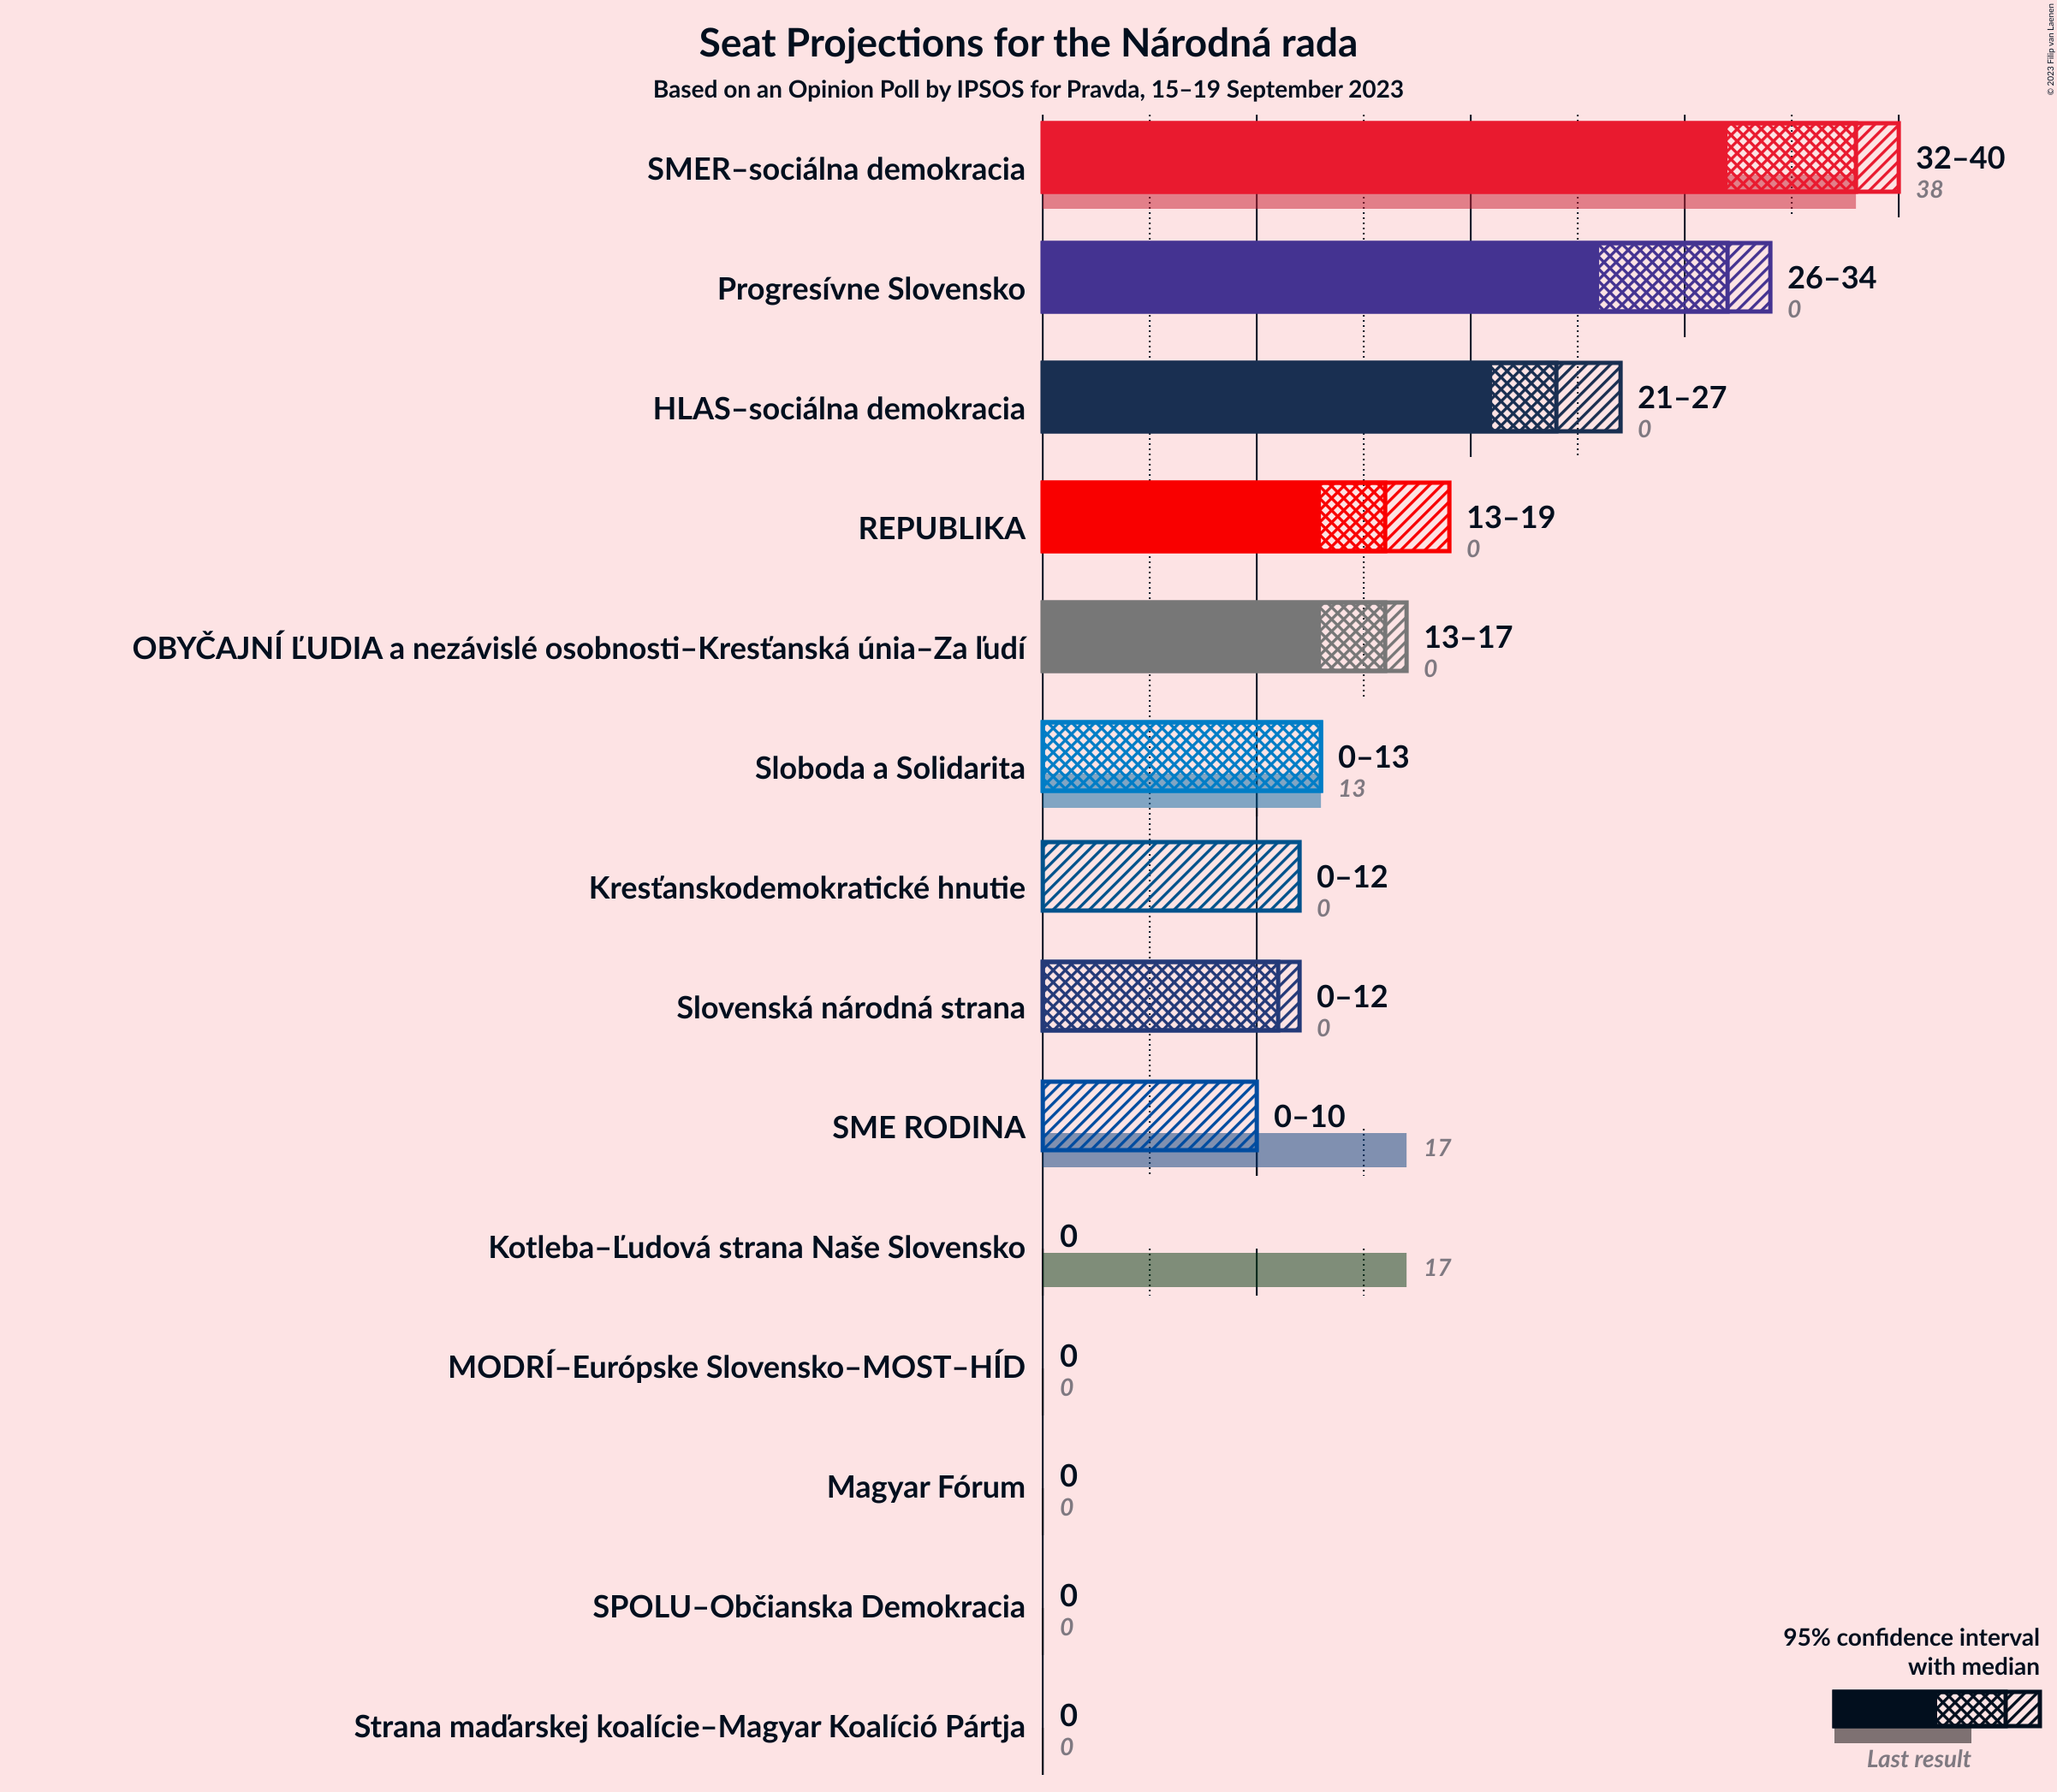 Seat Projections for the Národná rada
Based on an Opinion Poll by IPSOS for Pravda, 15–19 September 2023
© 2023 Filip van Laenen
SMER–sociálna demokracia
32–40
38
Progresívne Slovensko
26–34
0
HLAS–sociálna demokracia
21–27
0
REPUBLIKA
13–19
0
OBYČAJNÍ ĽUDIA a nezávislé osobnosti–Kresťanská únia–Za ľudí
13–17
0
Sloboda a Solidarita
0–13
13
Kresťanskodemokratické hnutie
0–12
0
Slovenská národná strana
0–12
0
SME RODINA
0–10
17
Kotleba–Ľudová strana Naše Slovensko
0
17
MODRÍ–Európske Slovensko–MOST–HÍD
0
0
Magyar Fórum
0
0
SPOLU–Občianska Demokracia
0
0
Strana maďarskej koalície–Magyar Koalíció Pártja
0
0
95% confidence interval
with median
Last result